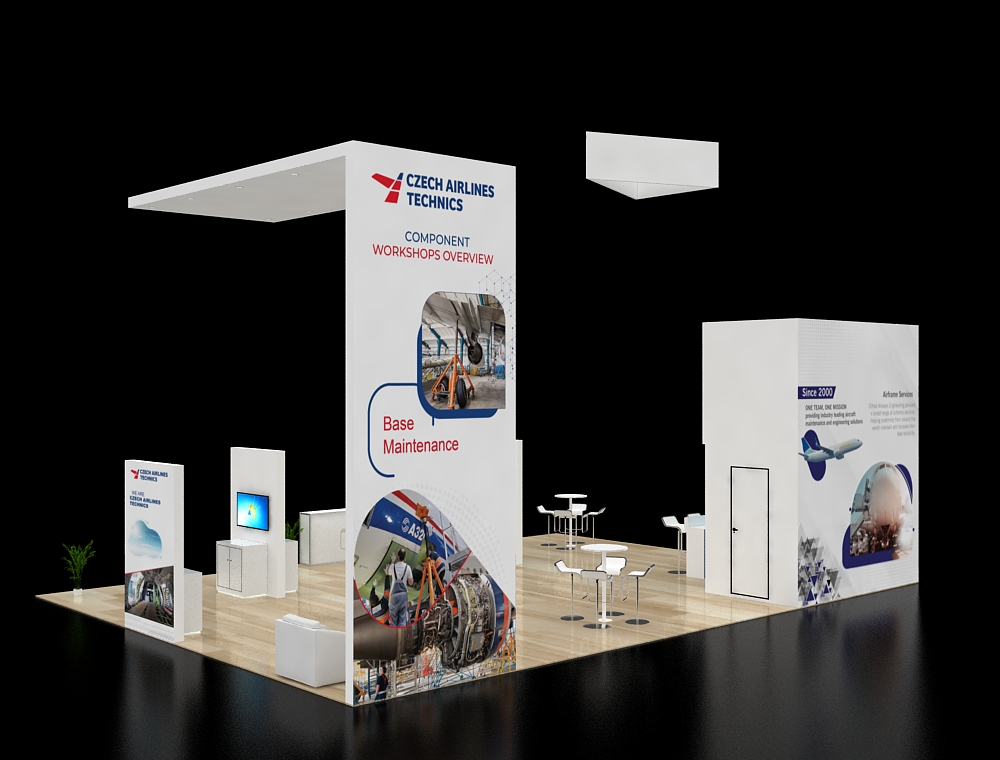 CZECH AIRLINES
TECHNICS
COMPONENT
WORKSHOPS OVERVIEW
Base
Maintenance
A320
CZECH AIRLINES
TECHNICS
WE ARE
CZECH AIRLINES
TECHNICS
Since 2000
ONE TEAM, ONE MISSION
providing industry leading aircraft
maintenance and engineering solutions
Airframe Services